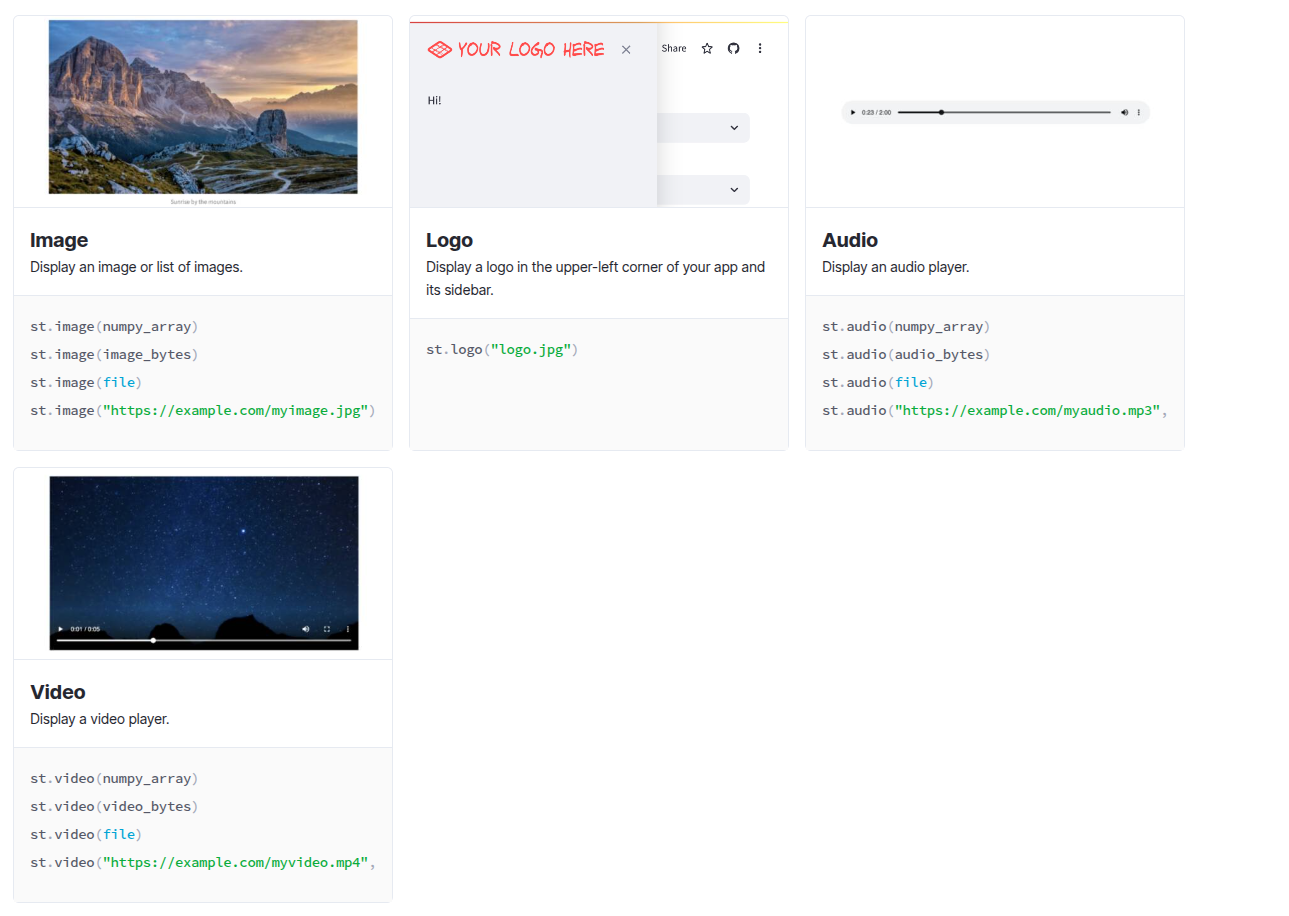 Sunrise by the mountains
Image
Display an image or list of images.
st.image(numpy_array)
st.image(image_bytes)
st.image(file)
st.image("https://example.com/myimage.jpg")
YOUR LOGO HERE
Share
Hi!
Logo
Display a logo in the upper-left corner of your app and
its sidebar.
st.logo("logo.jpg")
0:23 / 2:00
Audio
Display an audio player.
st.audio(numpy_array)
st.audio(audio_bytes)
st.audio(file)
st.audio("https://example.com/myaudio.mp3",
0:01 / 0:05
Video
Display a video player.
st.video(numpy_array)
st.video(video_bytes)
st.video(file)
st.video("https://example.com/myvideo.mp4",